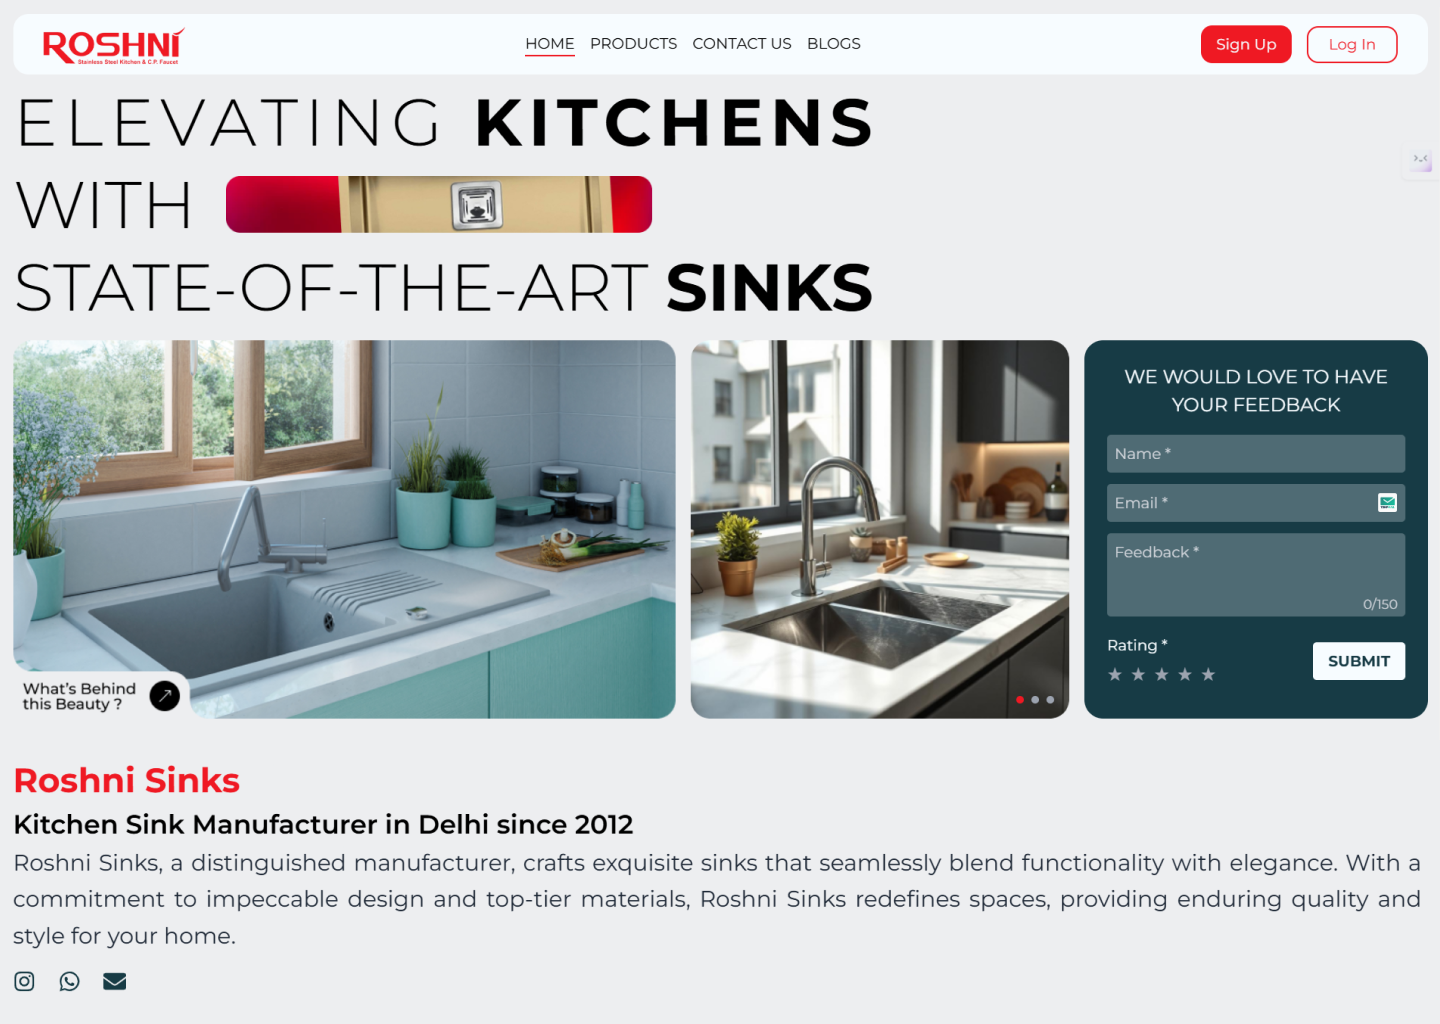 ROSHNI
Stainless Steel Kitchen & C.P. Faucet
HOME PRODUCTS CONTACT US BLOGS
Sign Up
Log In
ELEVATING KITCHENS
WITH
STATE-OF-THE-ART SINKS
What's Behind
this Beauty ?
WE WOULD LOVE TO HAVE
YOUR FEEDBACK
Name *
Email *
Feedback *
0/150
Rating *
SUBMIT
Roshni Sinks
Kitchen Sink Manufacturer in Delhi since 2012
Roshni Sinks, a distinguished manufacturer, crafts exquisite sinks that seamlessly blend functionality with elegance. With a
commitment to impeccable design and top-tier materials, Roshni Sinks redefines spaces, providing enduring quality and
style for your home.